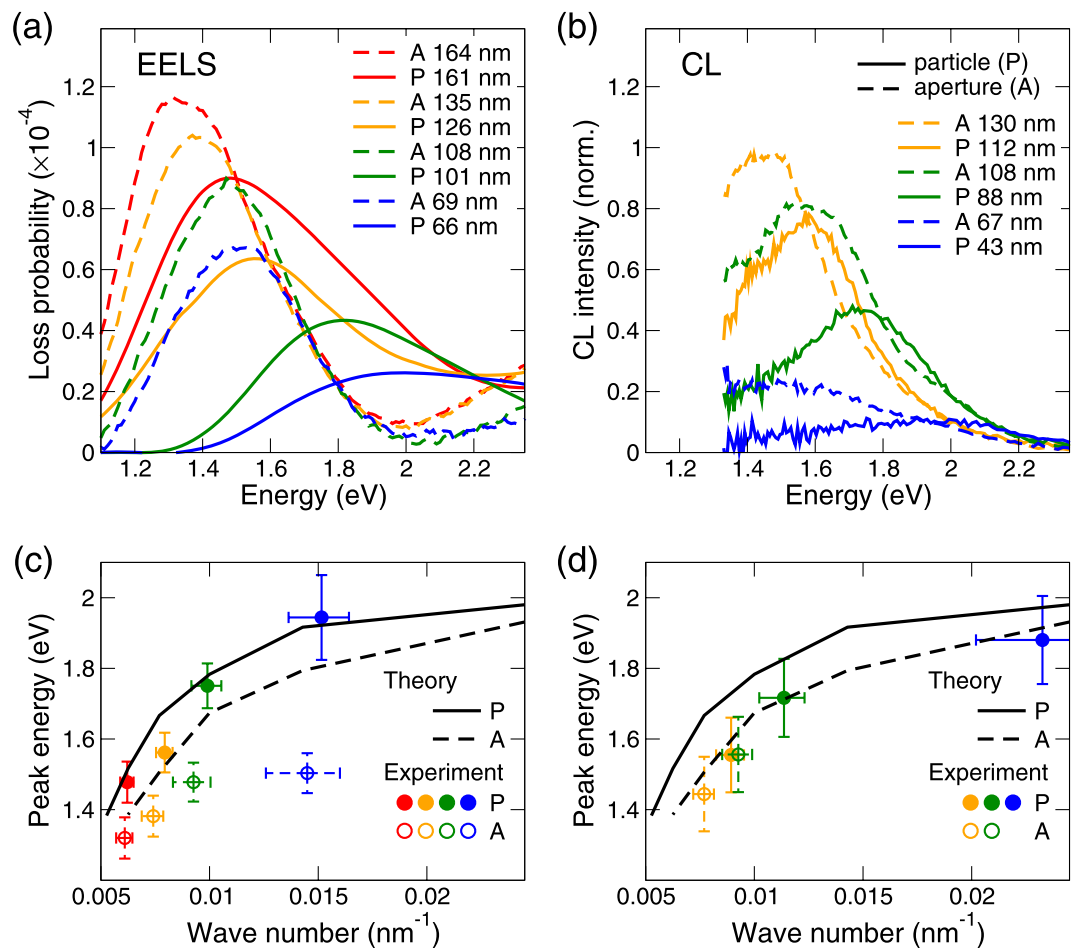 (a)
EELS
A 164 nm
P 161 nm
A 135 nm
P 126 nm
A 108 nm
P 101 nm
A 69 nm
P 66 nm
Loss probability (×10⁻⁴)
1.2
1
0.8
0.6
0.4
0.2
0
1.2 1.4 1.6 1.8 2 2.2
Energy (eV)
(b)
CL
particle (P)
aperture (A)
A 130 nm
P 112 nm
A 108 nm
P 88 nm
A 67 nm
P 43 nm
CL intensity (norm.)
1.2
1
0.8
0.6
0.4
0.2
0
1.2 1.4 1.6 1.8 2 2.2
Energy (eV)
(c)
Peak energy (eV)
2
1.8
1.6
1.4
Theory
P
A
Experiment
P
A
0.005 0.01 0.015 0.02
Wave number (nm⁻¹)
(d)
Peak energy (eV)
2
1.8
1.6
1.4
Theory
P
A
Experiment
P
A
0.005 0.01 0.015 0.02
Wave number (nm⁻¹)